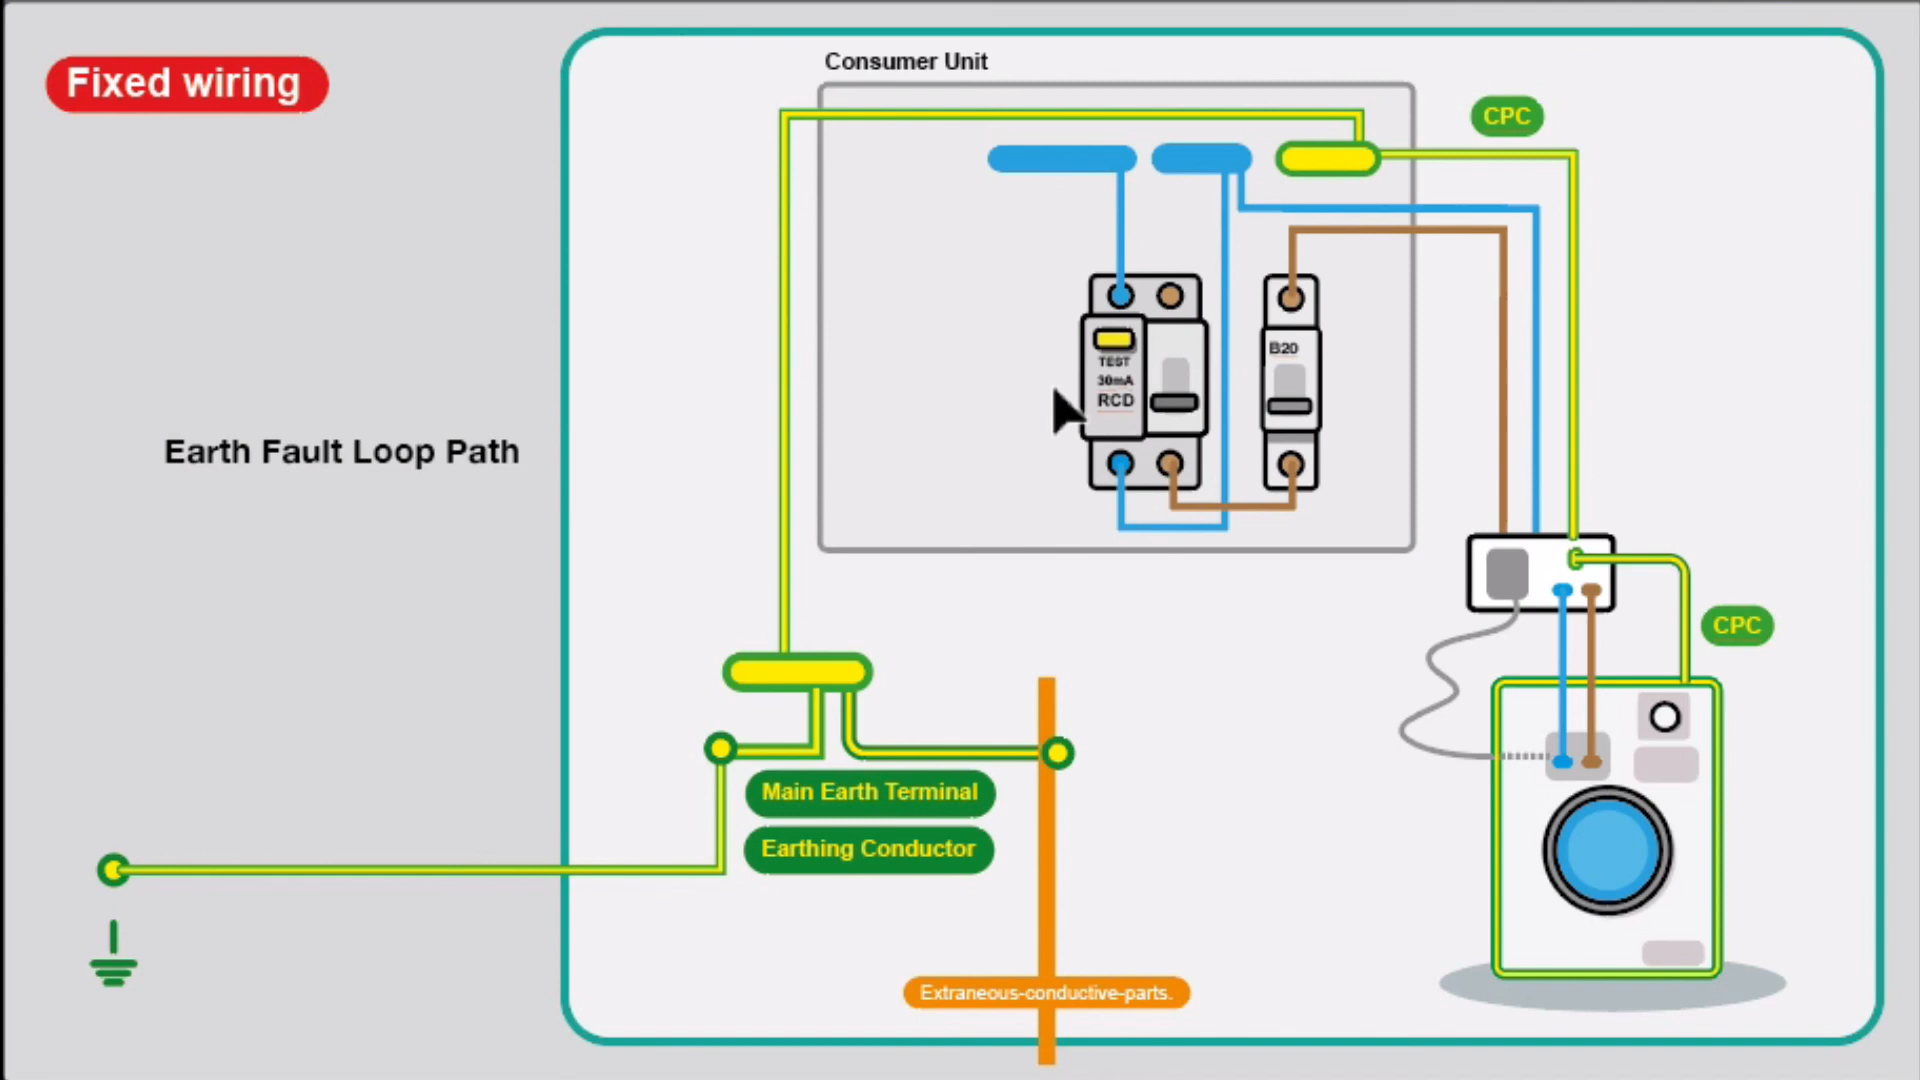 Fixed wiring
Consumer Unit
CPC
TEST
30mA
RCD
B20
Earth Fault Loop Path
CPC
Main Earth Terminal
Earthing Conductor
Extraneous-conductive-parts.